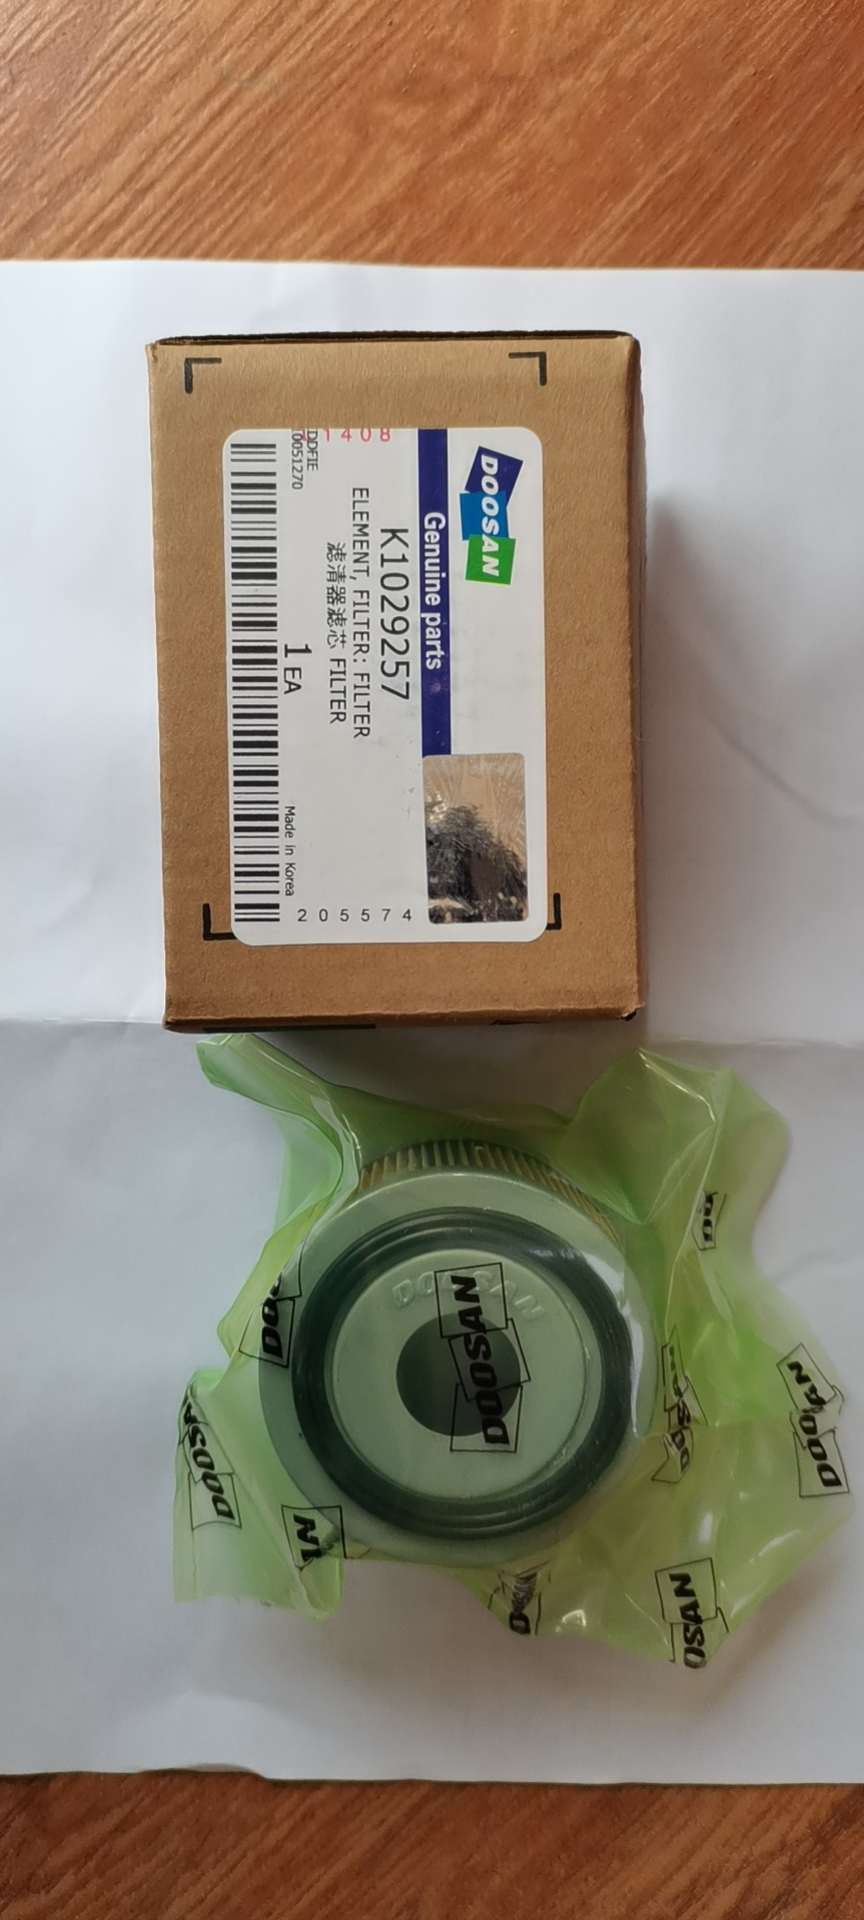 DOOSAN
Genuine parts
K1029257
ELEMENT, FILTER: FILTER
滤清器滤芯 FILTER
1 EA
Made in Korea
205574
DOOSAN
DOOSAN
DOOSAN
DOOSAN